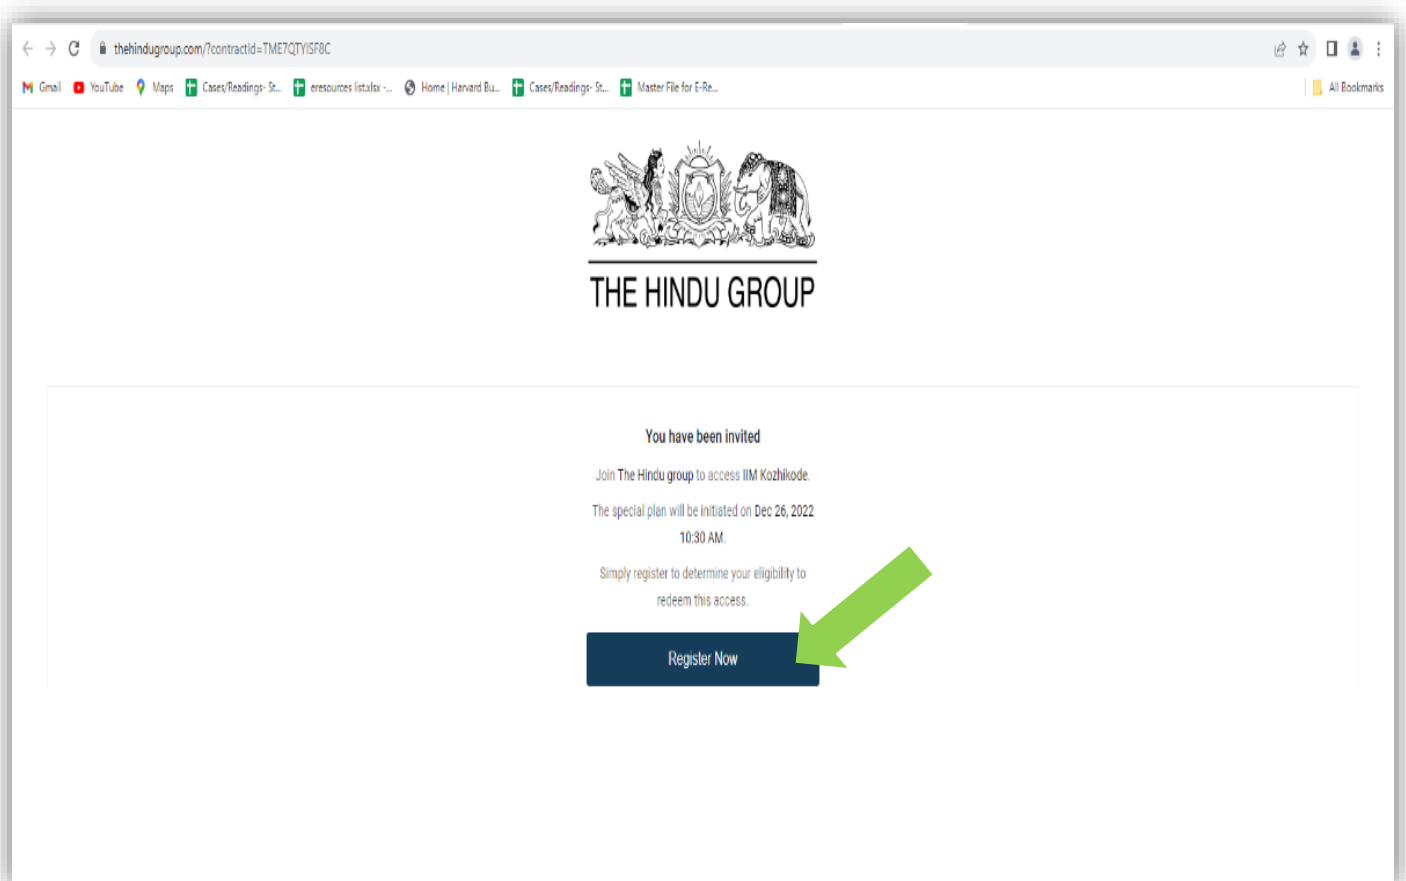 thehindugroup.com/?contractId=TME7QTYISF8C
Gmail YouTube Maps Cases/Readings- St... eresources list.xlsx -... Home | Harvard Bu... Cases/Readings- St... Master File for E-Re... All Bookmarks
THE HINDU GROUP
You have been invited
Join The Hindu group to access IIM Kozhikode.
The special plan will be initiated on Dec 26, 2022
10:30 AM.
Simply register to determine your eligibility to
redeem this access.
Register Now